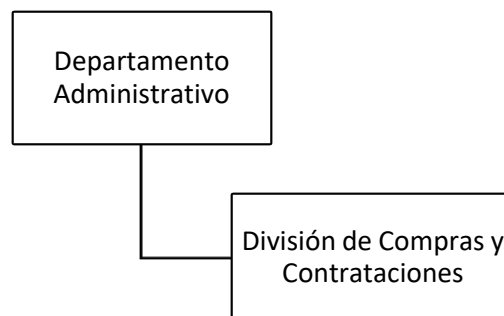 Departamento
Administrativo
División de Compras y
Contrataciones